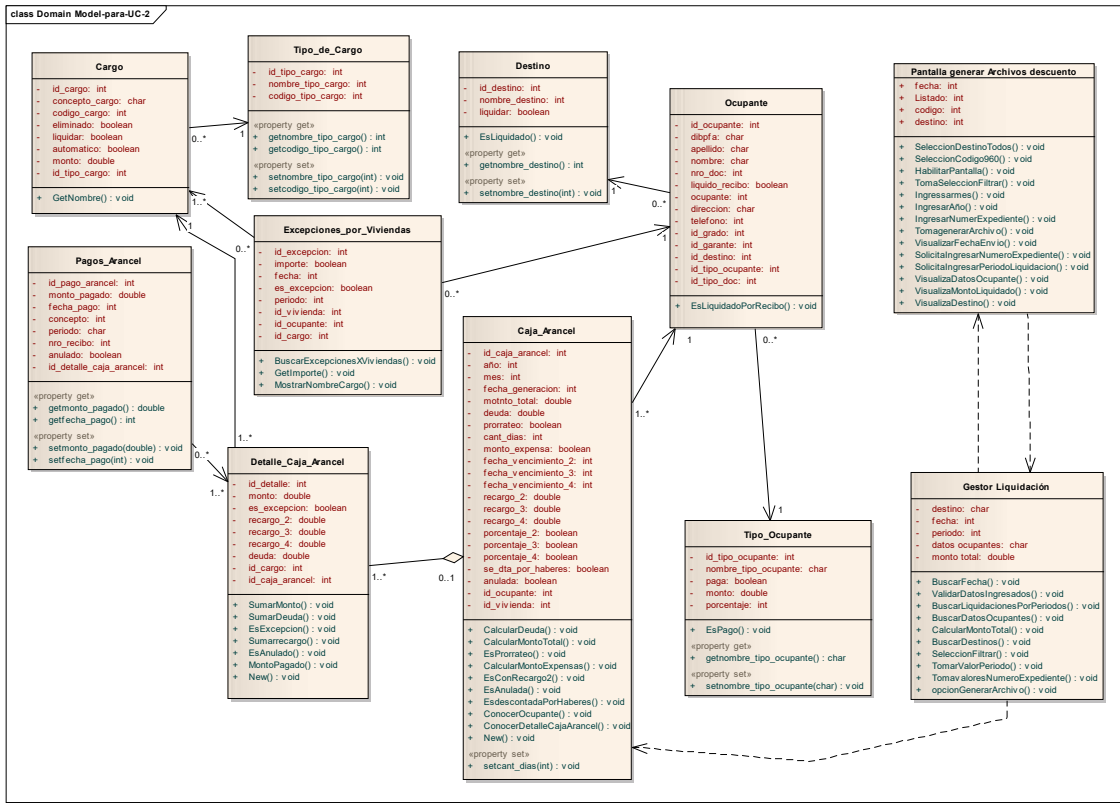 class Domain Model-para-UC-2
Cargo
- id_cargo: int
- concepto_cargo: char
- codigo_cargo: int
- eliminado: boolean
- liquidar: boolean
- automatico: boolean
- monto: double
- id_tipo_cargo: int
+ GetNombre() : void
0..*
1
Tipo_de_Cargo
- id_tipo_cargo: int
- nombre_tipo_cargo: int
- codigo_tipo_cargo: int
«property get»
+ getnombre_tipo_cargo() : int
+ getcodigo_tipo_cargo() : int
«property set»
+ setnombre_tipo_cargo(int) : void
+ setcodigo_tipo_cargo(int) : void
Destino
- id_destino: int
- nombre_destino: int
- liquidar: boolean
+ EsLiquidado() : void
«property get»
+ getnombre_destino() : int
«property set»
+ setnombre_destino(int) : void
1
0..*
Ocupante
- id_ocupante: int
- dibpfa: char
- apellido: char
- nombre: char
- nro_doc: int
- liquido_recibo: boolean
- ocupante: int
- direccion: char
- telefono: int
- id_grado: int
- id_garante: int
- id_destino: int
- id_tipo_ocupante: int
- id_tipo_doc: int
+ EsLiquidadoPorRecibo() : void
Pantalla generar Archivos descuento
+ fecha: int
+ Listado: int
+ codigo: int
+ destino: int
+ SeleccionDestinoTodos() : void
+ SeleccionCodigo960() : void
+ HabilitarPantalla() : void
+ TomaSeleccionFiltrar() : void
+ Ingressarmes() : void
+ IngresarAño() : void
+ IngresarNumerExpediente() : void
+ TomagenerarArchivo() : void
+ VisualizarFechaEnvio() : void
+ SolicitaIngresarNumeroExpediente() : void
+ SolicitaIngresarPeriodoLiquidacion() : void
+ VisualizaDatosOcupante() : void
+ VisualizaMontoLiquidado() : void
+ VisualizaDestino() : void
1..*
0..*
1
Excepciones_por_Viviendas
- id_excepcion: int
- importe: boolean
- fecha: int
- es_excepcion: boolean
- periodo: int
- id_vivienda: int
- id_ocupante: int
- id_cargo: int
+ BuscarExcepcionesXViviendas() : void
+ GetImporte() : void
+ MostrarNombreCargo() : void
0..*
1
Pagos_Arancel
- id_pago_arancel: int
- monto_pagado: double
- fecha_pago: int
- concepto: int
- periodo: char
- nro_recibo: int
- anulado: boolean
- id_detalle_caja_arancel: int
«property get»
+ getmonto_pagado() : double
+ getfecha_pago() : int
«property set»
+ setmonto_pagado(double) : void
+ setfecha_pago(int) : void
0..*
1..*
1..*
Detalle_Caja_Arancel
- id_detalle: int
- monto: double
- es_excepcion: boolean
- recargo_2: double
- recargo_3: double
- recargo_4: double
- deuda: double
- id_cargo: int
- id_caja_arancel: int
+ SumarMonto() : void
+ SumarDeuda() : void
+ EsExcepcion() : void
+ Sumarrecargo() : void
+ EsAnulado() : void
+ MontoPagado() : void
+ New() : void
1..*
0..1
Caja_Arancel
- id_caja_arancel: int
- año: int
- mes: int
- fecha_generacion: int
- motnto_total: double
- deuda: double
- prorrateo: boolean
- cant_dias: int
- monto_expensa: boolean
- fecha_vencimiento_2: int
- fecha_vencimiento_3: int
- fecha_vencimiento_4: int
- recargo_2: double
- recargo_3: double
- recargo_4: double
- porcentaje_2: boolean
- porcentaje_3: boolean
- porcentaje_4: boolean
- se_dta_por_haberes: boolean
- anulada: boolean
- id_ocupante: int
- id_vivienda: int
+ CalcularDeuda() : void
+ CalcularMontoTotal() : void
+ EsProrrateo() : void
+ CalcularMontoExpensas() : void
+ EsConRecargo2() : void
+ EsAnulada() : void
+ EsdescontadaPorHaberes() : void
+ ConocerOcupante() : void
+ ConocerDetalleCajaArancel() : void
+ New() : void
«property set»
+ setcant_dias(int) : void
1
1..*
0..*
1
Tipo_Ocupante
- id_tipo_ocupante: int
- nombre_tipo_ocupante: char
- paga: boolean
- monto: double
- porcentaje: int
+ EsPago() : void
«property get»
+ getnombre_tipo_ocupante() : char
«property set»
+ setnombre_tipo_ocupante(char) : void
Gestor Liquidación
- destino: char
- fecha: int
- periodo: int
- datos ocupantes: char
- monto total: double
+ BuscarFecha() : void
+ ValidarDatosIngresados() : void
+ BuscarLiquidacionesPorPeriodos() : void
+ BuscarDatosOcupantes() : void
+ CalcularMontoTotal() : void
+ BuscarDestinos() : void
+ SeleccionFiltrar() : void
+ TomarValorPeriodo() : void
+ TomavaloresNumeroExpediente() : void
+ opcionGenerarArchivo() : void